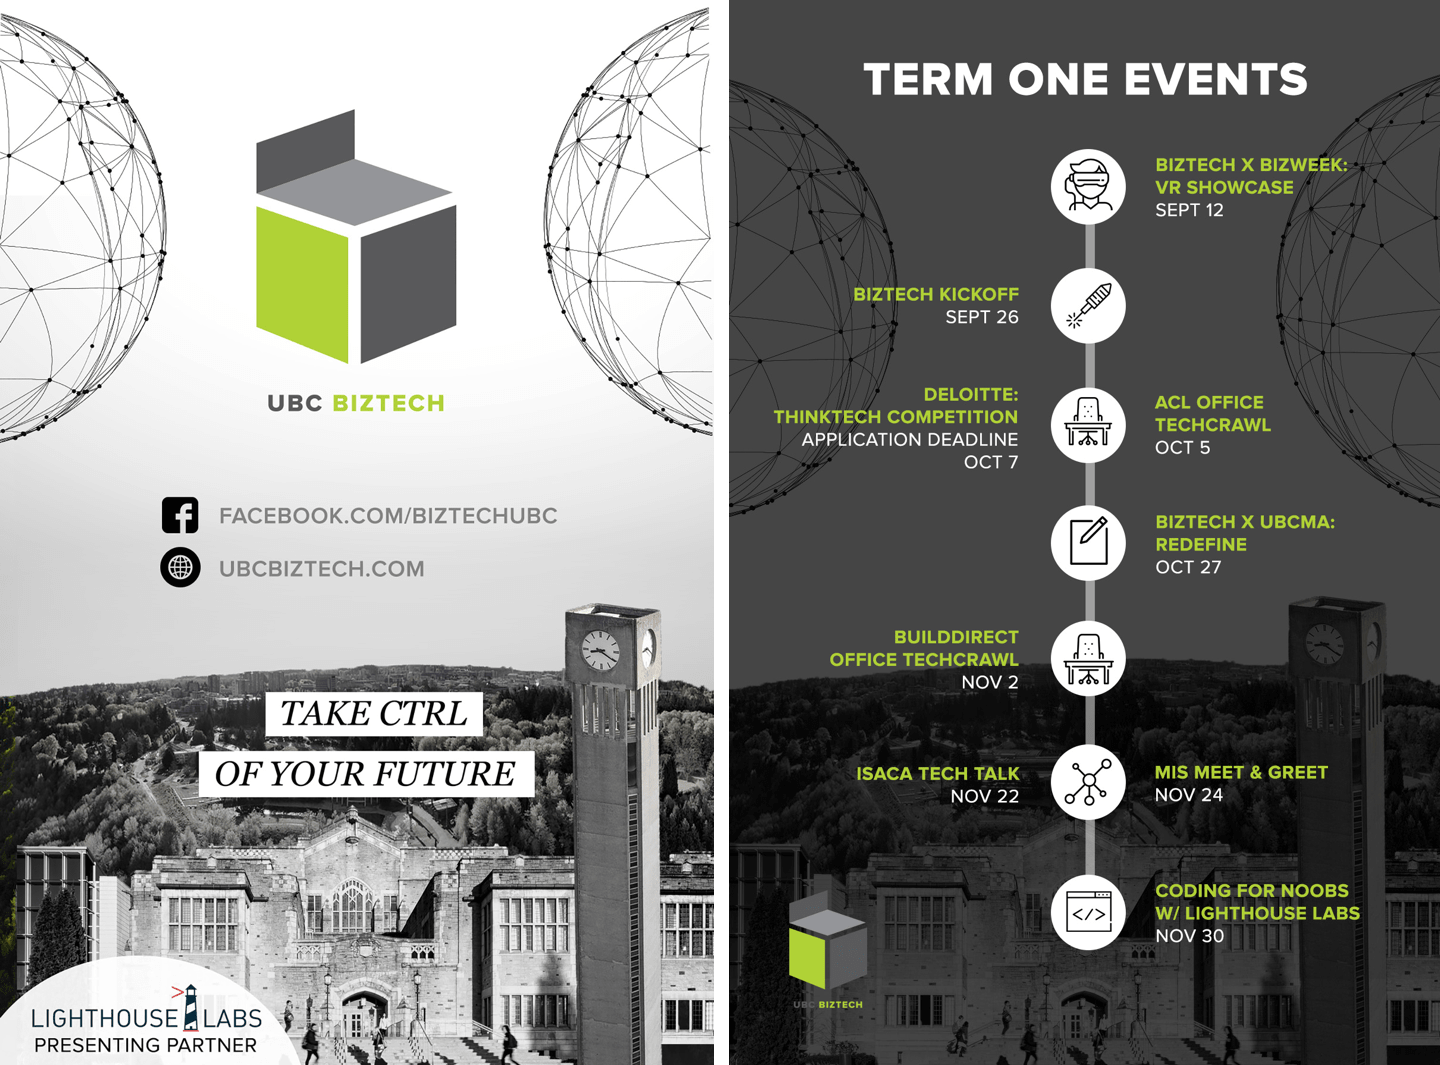 UBC BIZTECH
FACEBOOK.COM/BIZTECHUBC
UBCBIZTECH.COM
TAKE CTRL
OF YOUR FUTURE
LIGHTHOUSE LABS
PRESENTING PARTNER
TERM ONE EVENTS
BIZTECH X BIZWEEK:
VR SHOWCASE
SEPT 12
BIZTECH KICKOFF
SEPT 26
DELOITTE:
THINKTECH COMPETITION
APPLICATION DEADLINE
OCT 7
ACL OFFICE
TECHCRAWL
OCT 5
BIZTECH X UBCMA:
REDEFINE
OCT 27
BUILDDIRECT
OFFICE TECHCRAWL
NOV 2
ISACA TECH TALK
NOV 22
MIS MEET & GREET
NOV 24
</>
CODING FOR NOOBS
W/ LIGHTHOUSE LABS
NOV 30
UBC BIZTECH